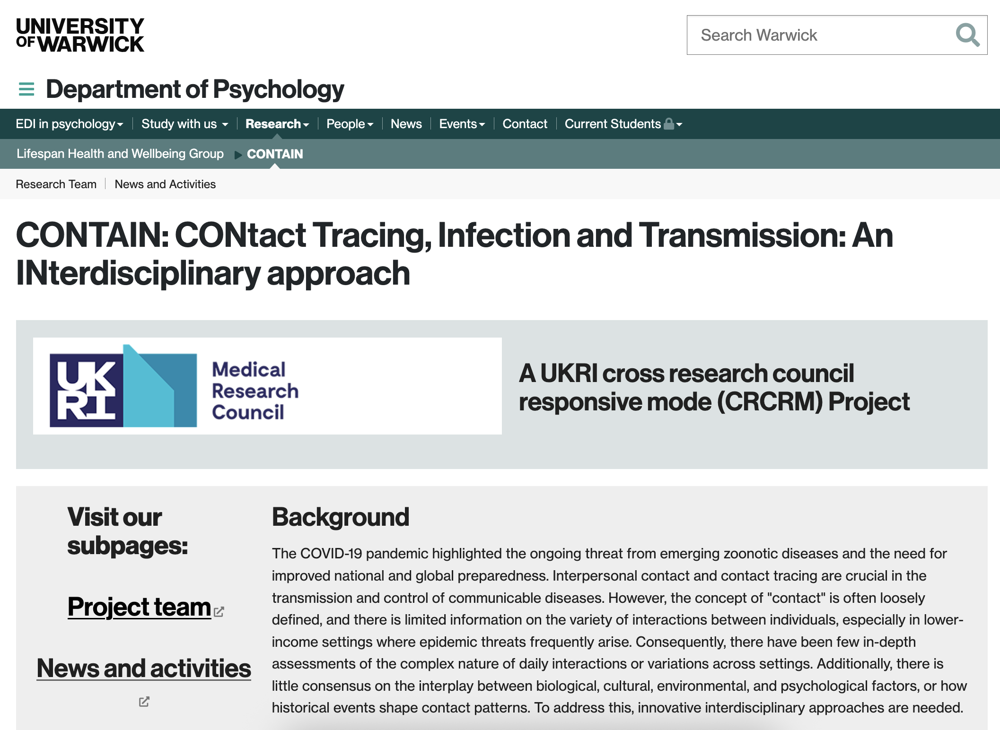 UNIVERSITY
OF WARWICK
Search Warwick
Department of Psychology
EDI in psychology
Study with us
Research
People
News
Events
Contact
Current Students
Lifespan Health and Wellbeing Group
CONTAIN
Research Team
News and Activities
CONTAIN: CONtact Tracing, Infection and Transmission: An
INterdisciplinary approach
UK
RI
Medical
Research
Council
A UKRI cross research council
responsive mode (CRCRM) Project
Visit our
subpages:
Project team
News and activities
Background
The COVID-19 pandemic highlighted the ongoing threat from emerging zoonotic diseases and the need for
improved national and global preparedness. Interpersonal contact and contact tracing are crucial in the
transmission and control of communicable diseases. However, the concept of "contact" is often loosely
defined, and there is limited information on the variety of interactions between individuals, especially in lower-
income settings where epidemic threats frequently arise. Consequently, there have been few in-depth
assessments of the complex nature of daily interactions or variations across settings. Additionally, there is
little consensus on the interplay between biological, cultural, environmental, and psychological factors, or how
historical events shape contact patterns. To address this, innovative interdisciplinary approaches are needed.